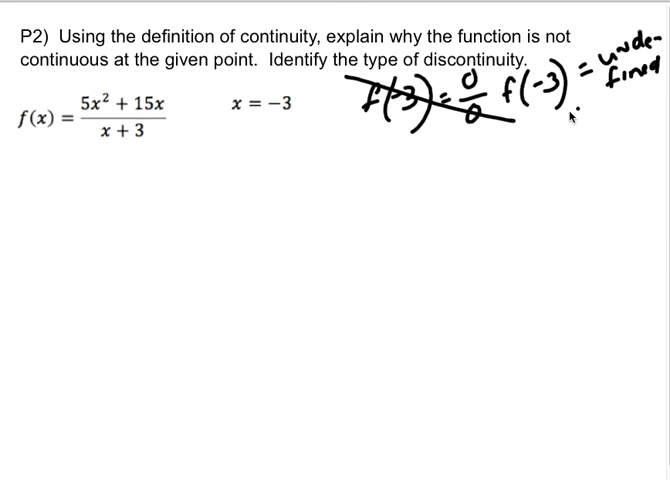 P2) Using the definition of continuity, explain why the function is not
continuous at the given point. Identify the type of discontinuity.
f(x) = (5x² + 15x)/(x + 3) x = −3
f(-3) = 0/0 f(-3) = unde-
fined